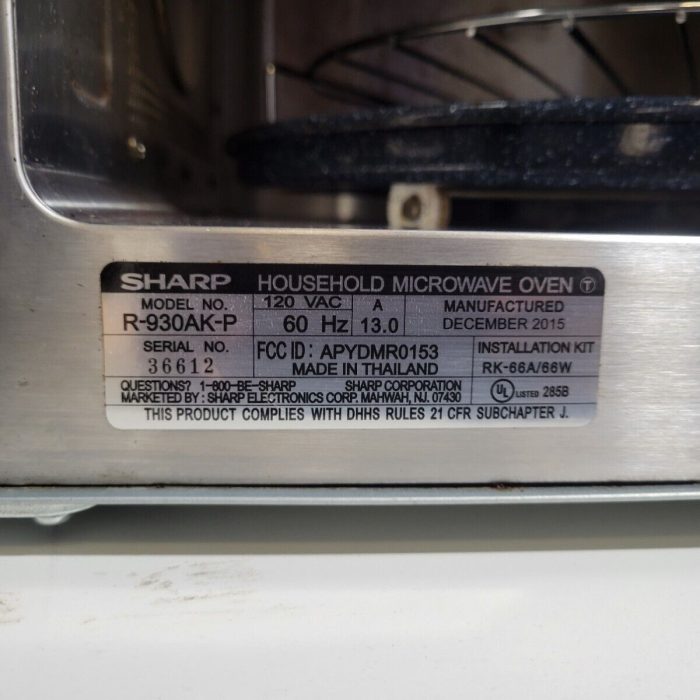 SHARP HOUSEHOLD MICROWAVE OVEN T
MODEL NO.
R-930AK-P
120 VAC
60 Hz
A
13.0
MANUFACTURED
DECEMBER 2015
SERIAL NO.
36612
FCC ID : APYDMR0153
MADE IN THAILAND
INSTALLATION KIT
RK-66A/66W
QUESTIONS? 1-800-BE-SHARP SHARP CORPORATION
MARKETED BY : SHARP ELECTRONICS CORP. MAHWAH, NJ. 07430
UL LISTED 285B
THIS PRODUCT COMPLIES WITH DHHS RULES 21 CFR SUBCHAPTER J.